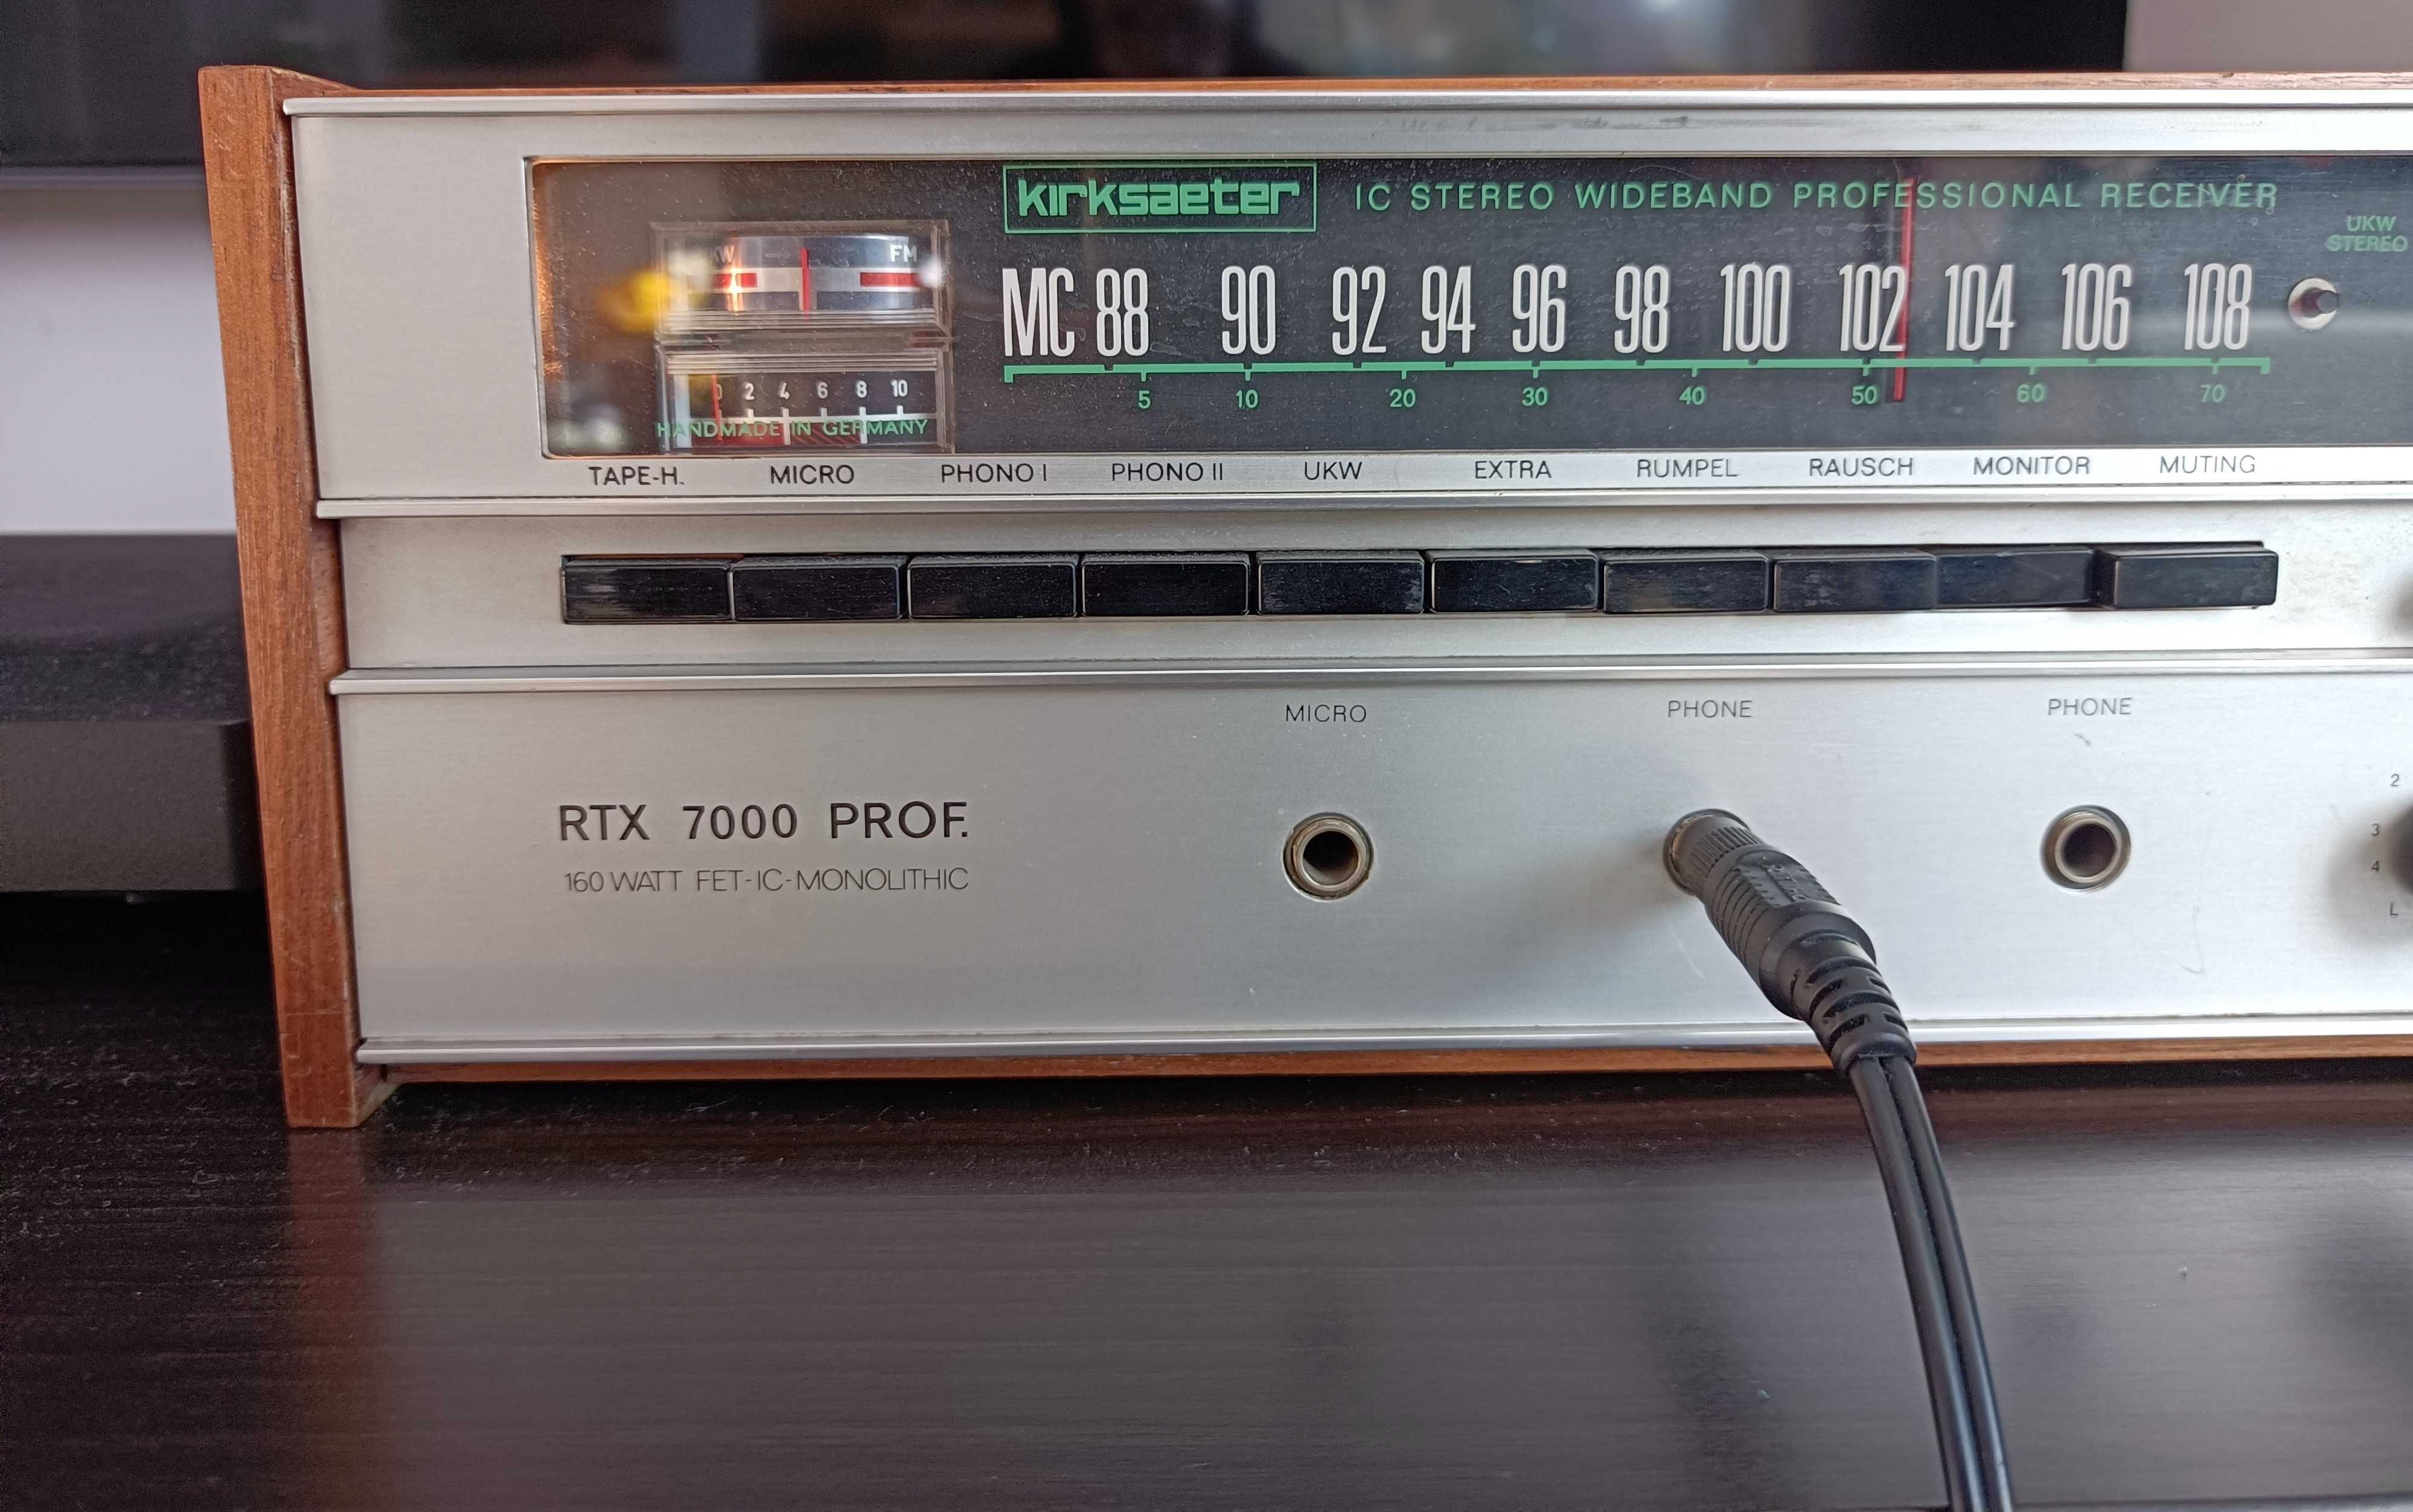 kirksaeter IC STEREO WIDEBAND PROFESSIONAL RECEIVER
UKW
STEREO
FM
MC 88 90 92 94 96 98 100 102 104 106 108
5 10 20 30 40 50 60 70
0 2 4 6 8 10
HANDMADE IN GERMANY
TAPE-H. MICRO PHONO I PHONO II UKW EXTRA RUMPEL RAUSCH MONITOR MUTING
MICRO PHONE PHONE
2
3
4
L
RTX 7000 PROF.
160 WATT FET-IC-MONOLITHIC